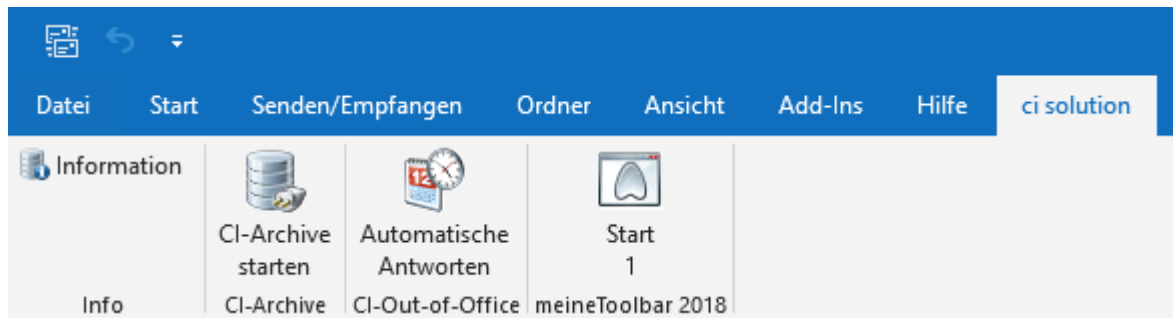 Datei Start Senden/Empfangen Ordner Ansicht Add-Ins Hilfe ci solution
Information
CI-Archive starten
Automatische Antworten
Start 1
Info CI-Archive CI-Out-of-Office meineToolbar 2018